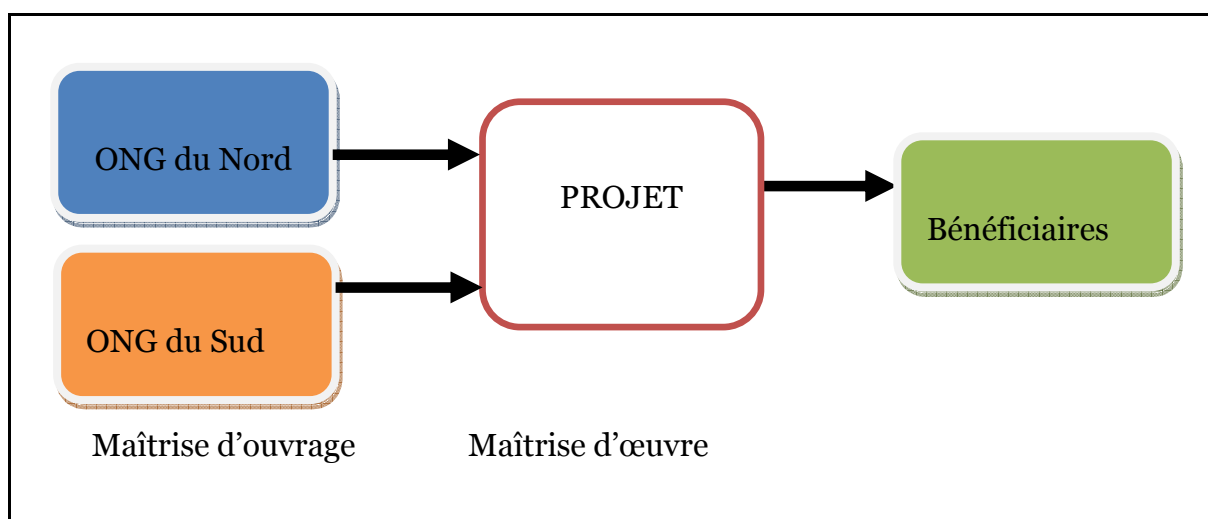 ONG du Nord
PROJET
Bénéficiaires
ONG du Sud
Maîtrise d’ouvrage
Maîtrise d’œuvre